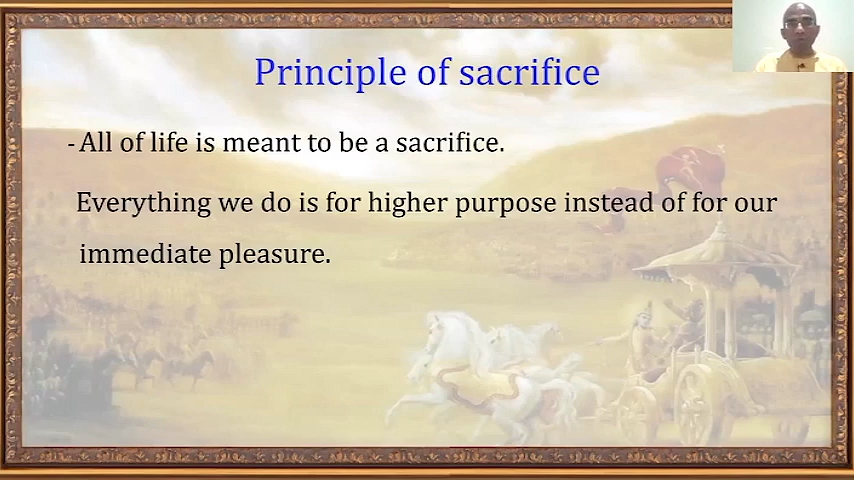 Principle of sacrifice
- All of life is meant to be a sacrifice.
Everything we do is for higher purpose instead of for our
immediate pleasure.